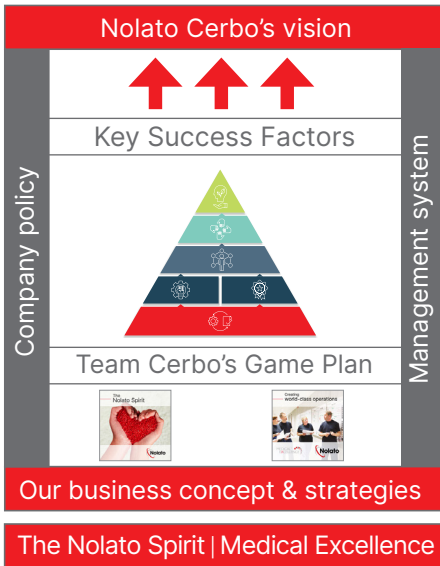 Nolato Cerbo's vision
Key Success Factors
Company policy
Management system
Team Cerbo's Game Plan
The
Nolato Spirit
Nolato
Creating
world-class operations
Nolato
Our business concept & strategies
The Nolato Spirit | Medical Excellence